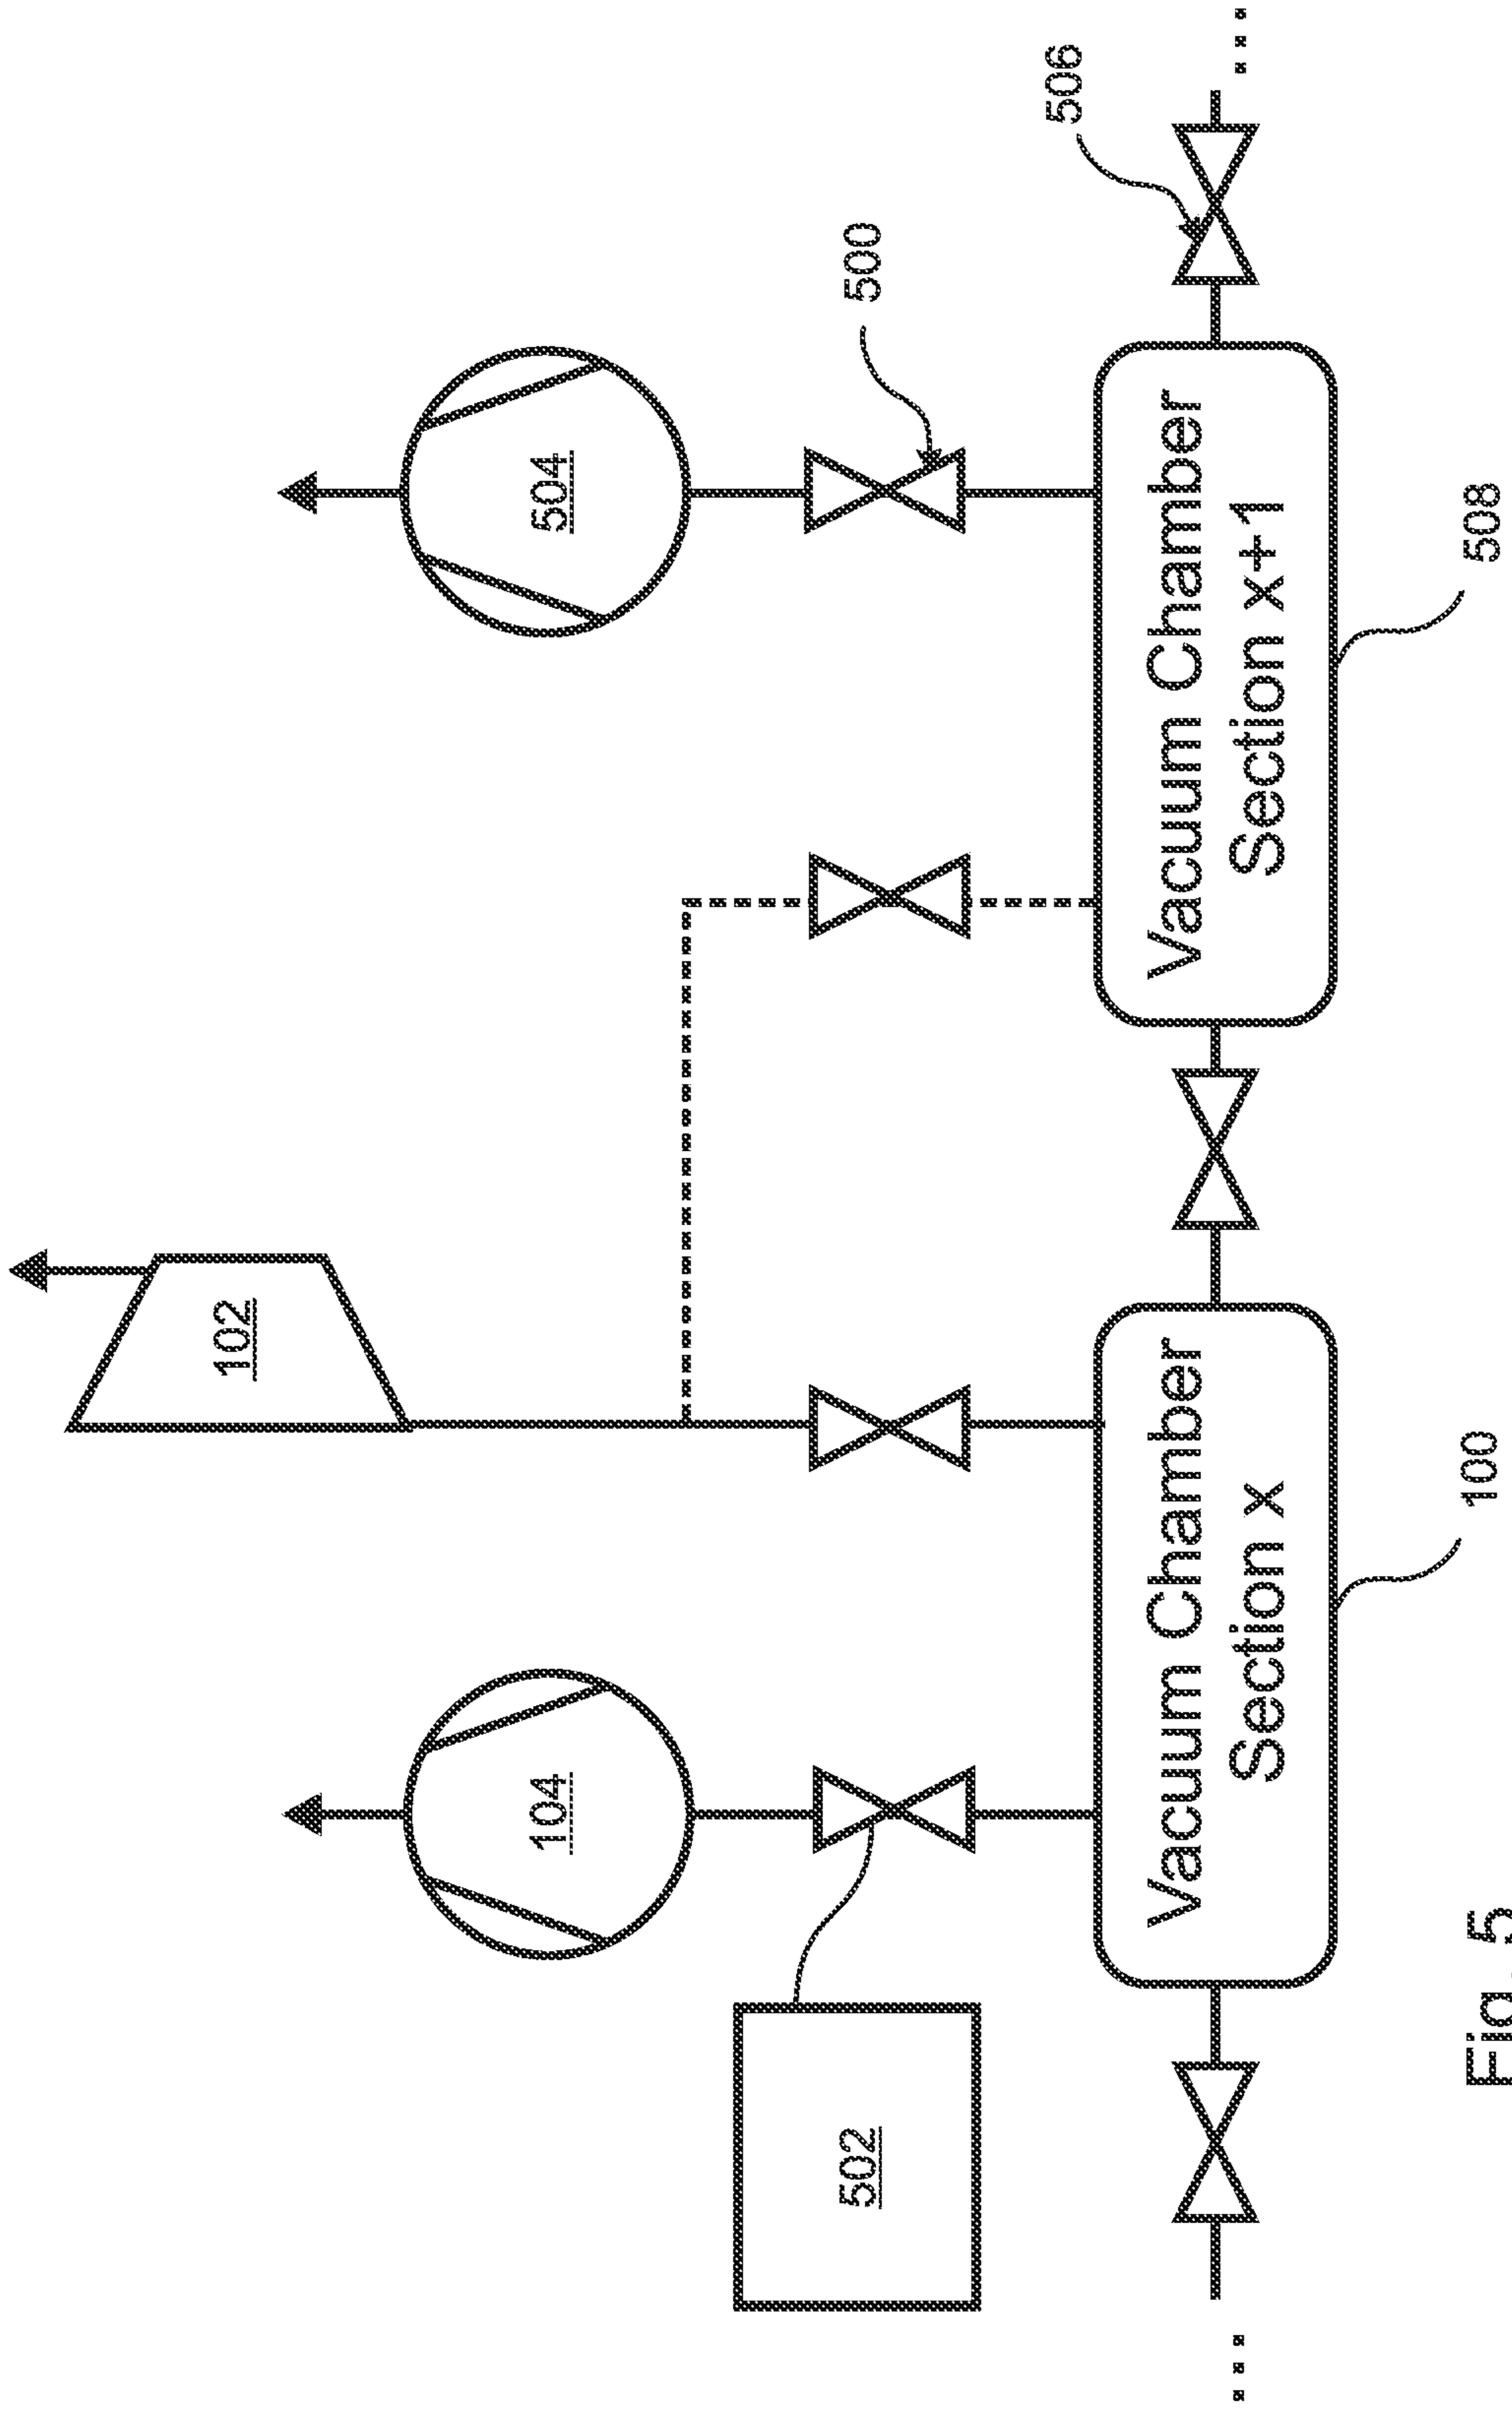 102
104
504
500
506
502
Vacuum Chamber
Section x
Vacuum Chamber
Section x+1
100
508
Fig. 5